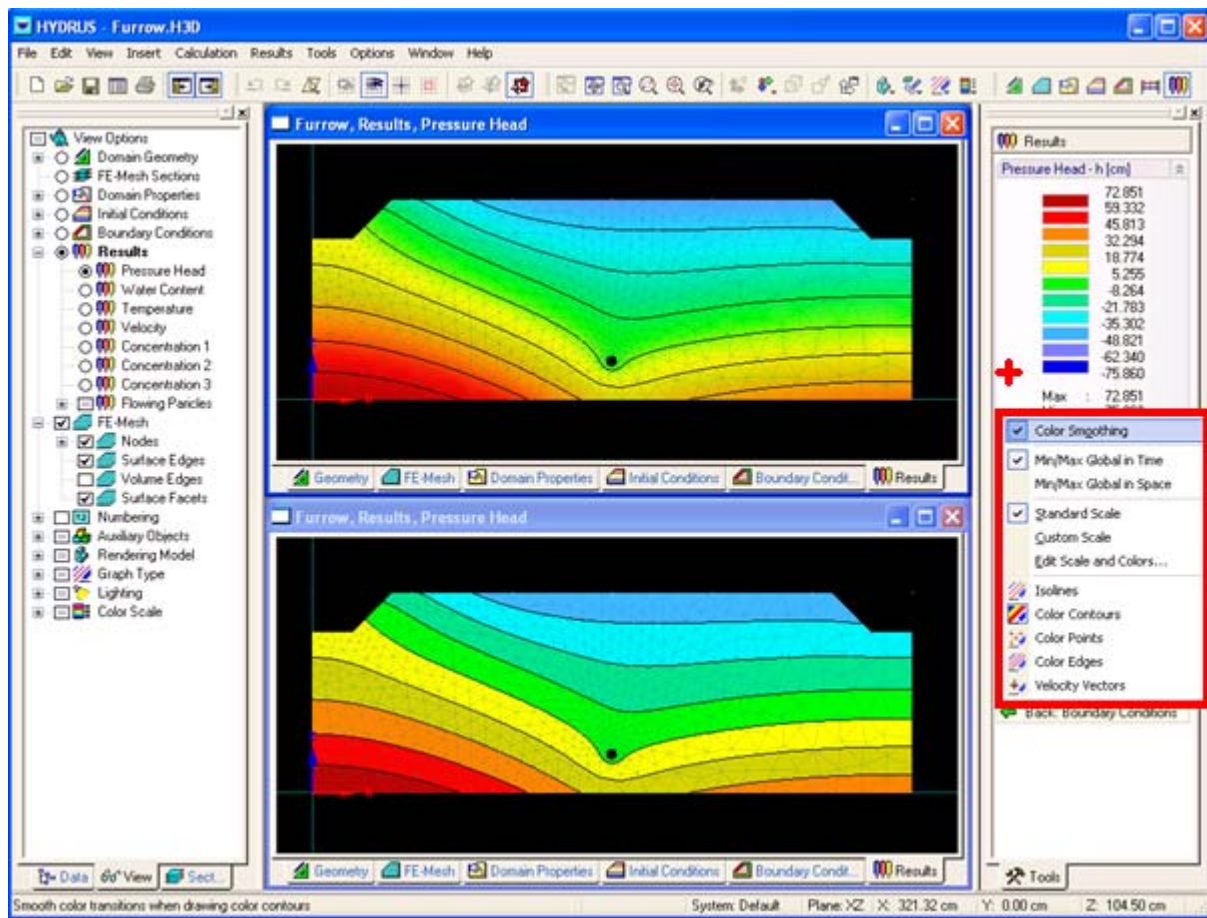 HYDRUS - Furrow.H3D
File Edit View Insert Calculation Results Tools Options Window Help
View Options
Domain Geometry
FE-Mesh Sections
Domain Properties
Initial Conditions
Boundary Conditions
Results
Pressure Head
Water Content
Temperature
Velocity
Concentration 1
Concentration 2
Concentration 3
Flowing Paricles
FE-Mesh
Nodes
Surface Edges
Volume Edges
Surface Facets
Numbering
Auxiliary Objects
Rendering Model
Graph Type
Lighting
Color Scale
Data View Sect...
Furrow, Results, Pressure Head
Geometry FE-Mesh Domain Properties Initial Conditions Boundary Condit... Results
Furrow, Results, Pressure Head
Geometry FE-Mesh Domain Properties Initial Conditions Boundary Condit... Results
Results
Pressure Head - h [cm]
72.851
59.332
45.813
32.294
18.774
5.255
-8.264
-21.783
-35.302
-48.821
-62.340
-75.860
Max : 72.851
Color Smoothing
Min/Max Global in Time
Min/Max Global in Space
Standard Scale
Custom Scale
Edit Scale and Colors...
Isolines
Color Contours
Color Points
Color Edges
Velocity Vectors
Back: Boundary Conditions
Tools
Smooth color transitions when drawing color contours System: Default Plane: XZ X: 321.32 cm Y: 0.00 cm Z: 104.50 cm